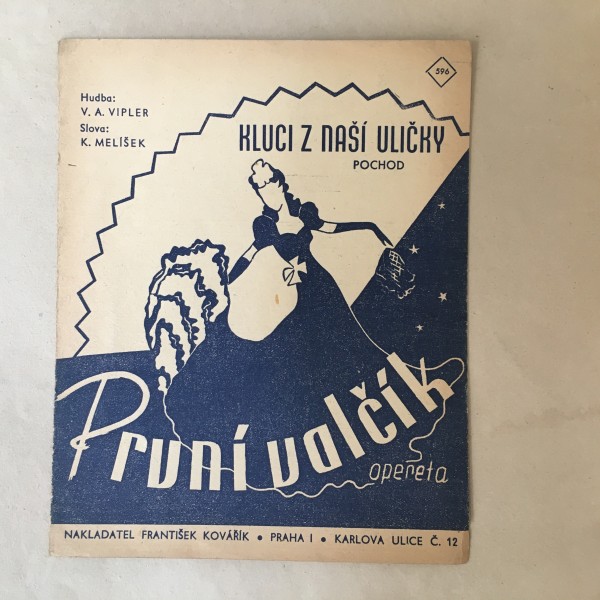 596
Hudba:
V. A. VIPLER
Slova:
K. MELÍŠEK
KLUCI Z NAŠÍ ULIČKY
POCHOD
První valčík
opereta
NAKLADATEL FRANTIŠEK KOVÁŘÍK • PRAHA I • KARLOVA ULICE Č. 12